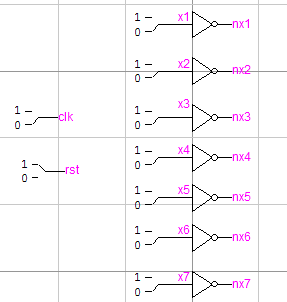 1 x1
0 nx1
1 x2
0 nx2
1 x3
0 nx3
1
0 clk
1 x4
0 nx4
1
0 rst
1 x5
0 nx5
1 x6
0 nx6
1 x7
0 nx7